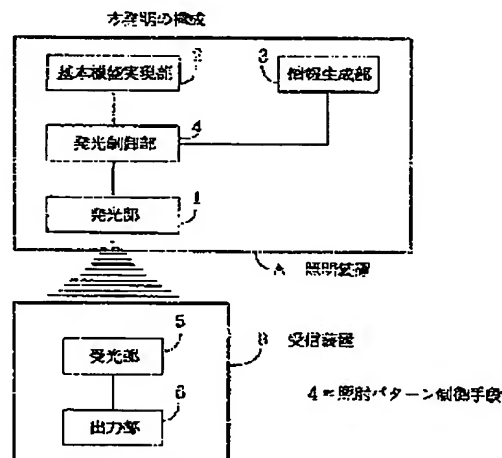 本発明の構成
2
3
基本機能実現部
情報生成部
4
発光制御部
1
発光部
A 照明装置
5
B 受信装置
受光部
4=照射パターン制御手段
6
出力部